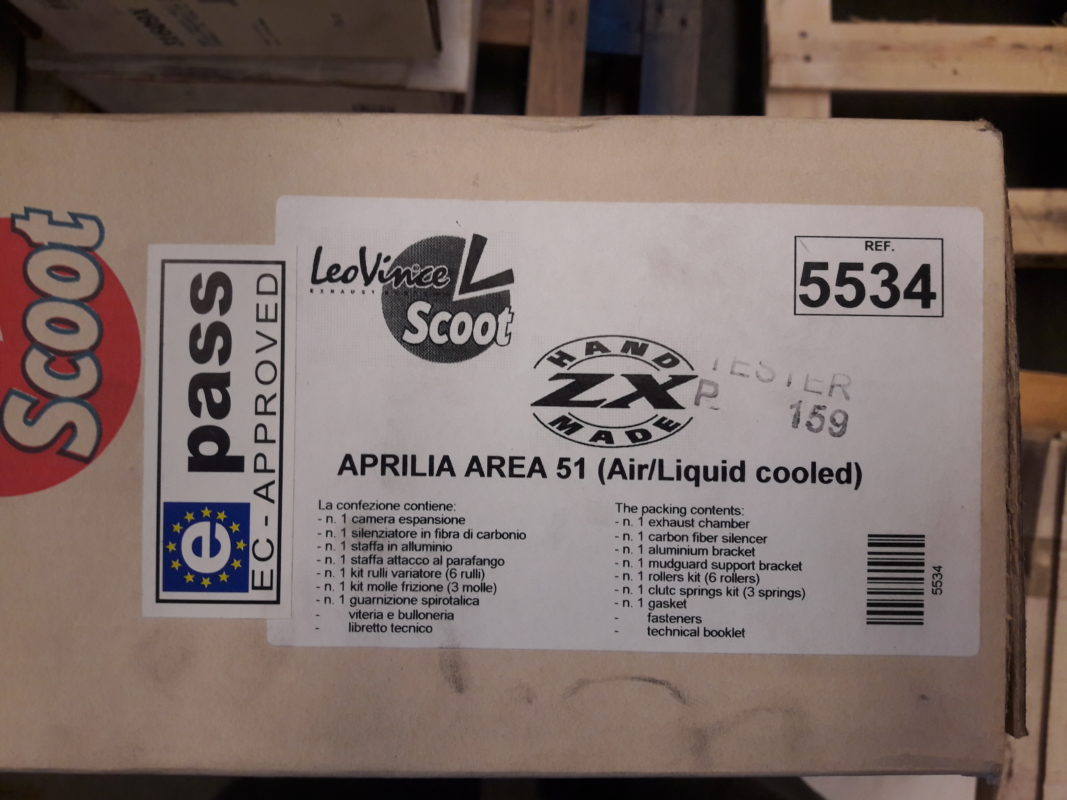 Scoot
e pass
EC-APPROVED
LeoVince
Scoot
REF.
5534
HAND
ZX
MADE
TESTER
P. 159
APRILIA AREA 51 (Air/Liquid cooled)
La confezione contiene:
- n. 1 camera espansione
- n. 1 silenziatore in fibra di carbonio
- n. 1 staffa in alluminio
- n. 1 staffa attacco al parafango
- n. 1 kit rulli variatore (6 rulli)
- n. 1 kit molle frizione (3 molle)
- n. 1 guarnizione spirotalica
- viteria e bulloneria
- libretto tecnico
The packing contents:
- n. 1 exhaust chamber
- n. 1 carbon fiber silencer
- n. 1 aluminium bracket
- n. 1 mudguard support bracket
- n. 1 rollers kit (6 rollers)
- n. 1 clutc springs kit (3 springs)
- n. 1 gasket
- fasteners
- technical booklet
5534